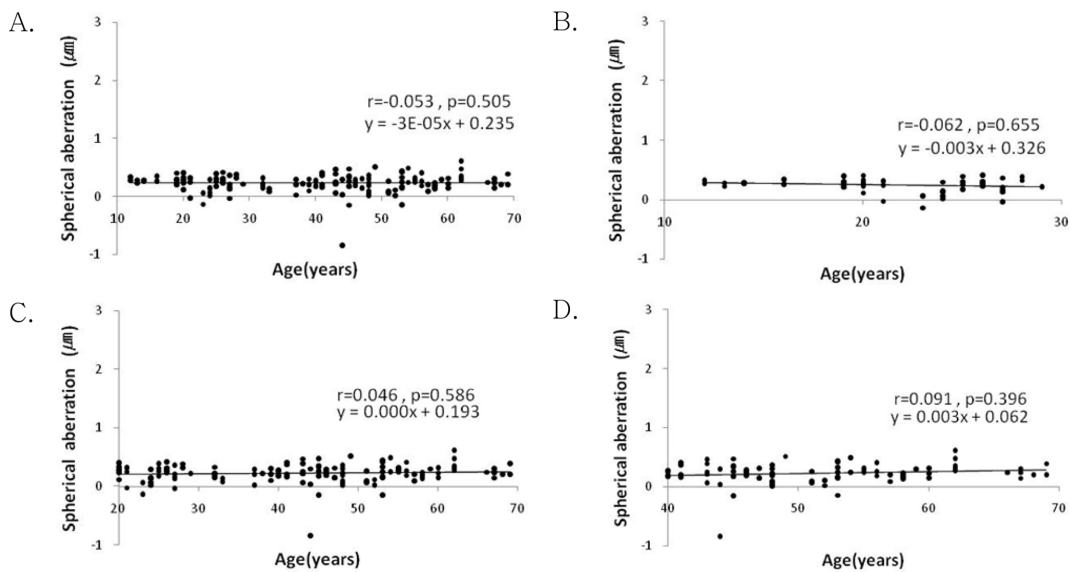 A.
3
2
1
0
-1
Spherical aberration (㎛)
r=-0.053 , p=0.505
y = -3E-05x + 0.235
10 20 30 40 50 60 70
Age(years)
B.
3
2
1
0
-1
Spherical aberration (㎛)
r=-0.062 , p=0.655
y = -0.003x + 0.326
10 20 30
Age(years)
C.
3
2
1
0
-1
Spherical aberration (㎛)
r=0.046 , p=0.586
y = 0.000x + 0.193
20 30 40 50 60 70
Age(years)
D.
3
2
1
0
-1
Spherical aberration (㎛)
r=0.091 , p=0.396
y = 0.003x + 0.062
40 50 60 70
Age(years)